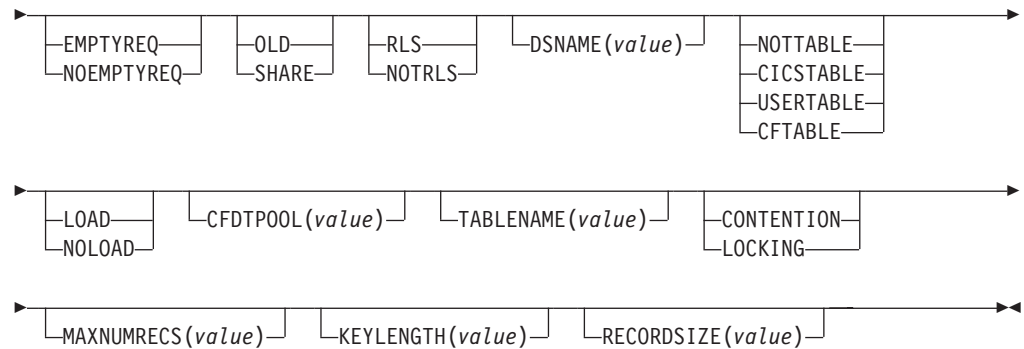 EMPTYREQ OLD RLS DSNAME(value) NOTTABLE
NOEMPTYREQ SHARE NOTRLS CICSTABLE
USERTABLE
CFTABLE
LOAD CFDTPOOL(value) TABLENAME(value) CONTENTION
NOLOAD LOCKING
MAXNUMRECS(value) KEYLENGTH(value) RECORDSIZE(value)